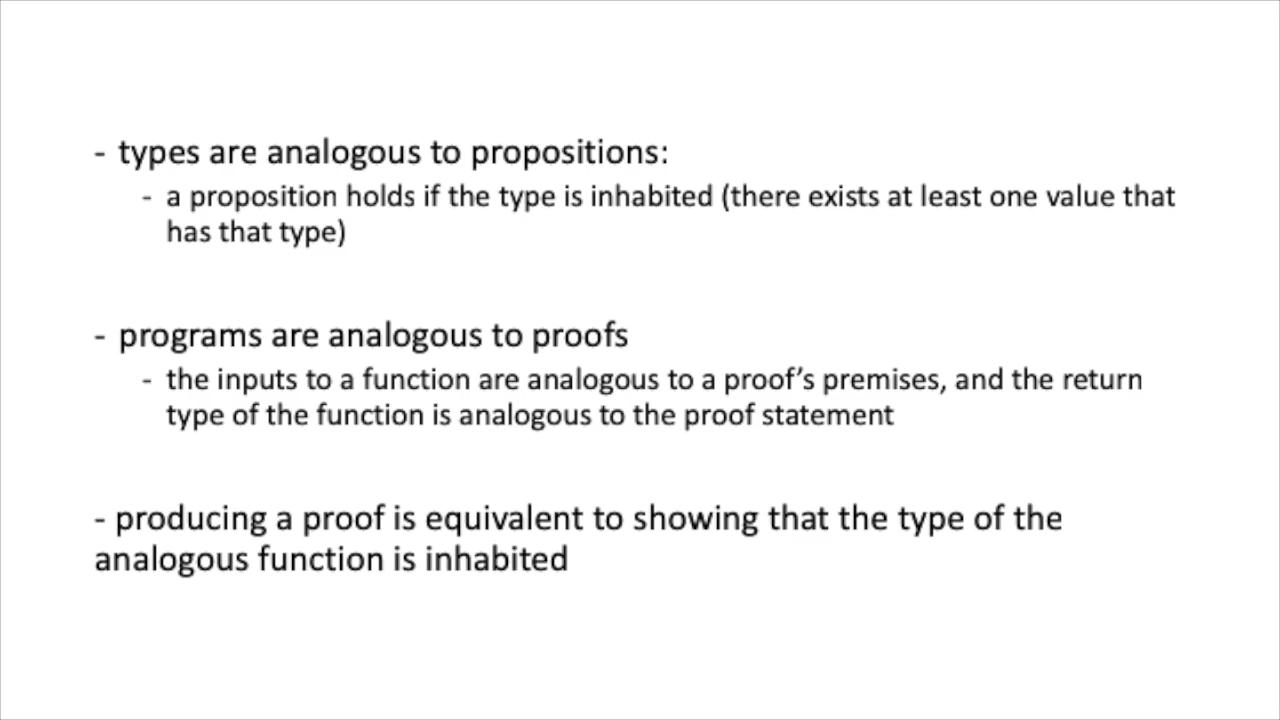 - types are analogous to propositions:
- a proposition holds if the type is inhabited (there exists at least one value that
has that type)
- programs are analogous to proofs
- the inputs to a function are analogous to a proof’s premises, and the return
type of the function is analogous to the proof statement
- producing a proof is equivalent to showing that the type of the
analogous function is inhabited